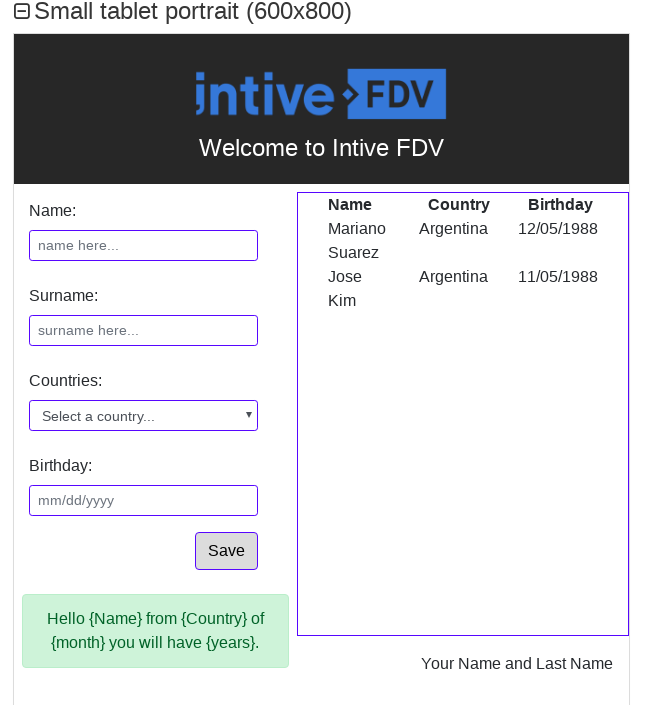 Small tablet portrait (600x800)
intive FDV
Welcome to Intive FDV
Name:
name here...
Surname:
surname here...
Countries:
Select a country...
Birthday:
mm/dd/yyyy
Save
Hello {Name} from {Country} of
{month} you will have {years}.
Name Country Birthday
Mariano Argentina 12/05/1988
Suarez
Jose Argentina 11/05/1988
Kim
Your Name and Last Name